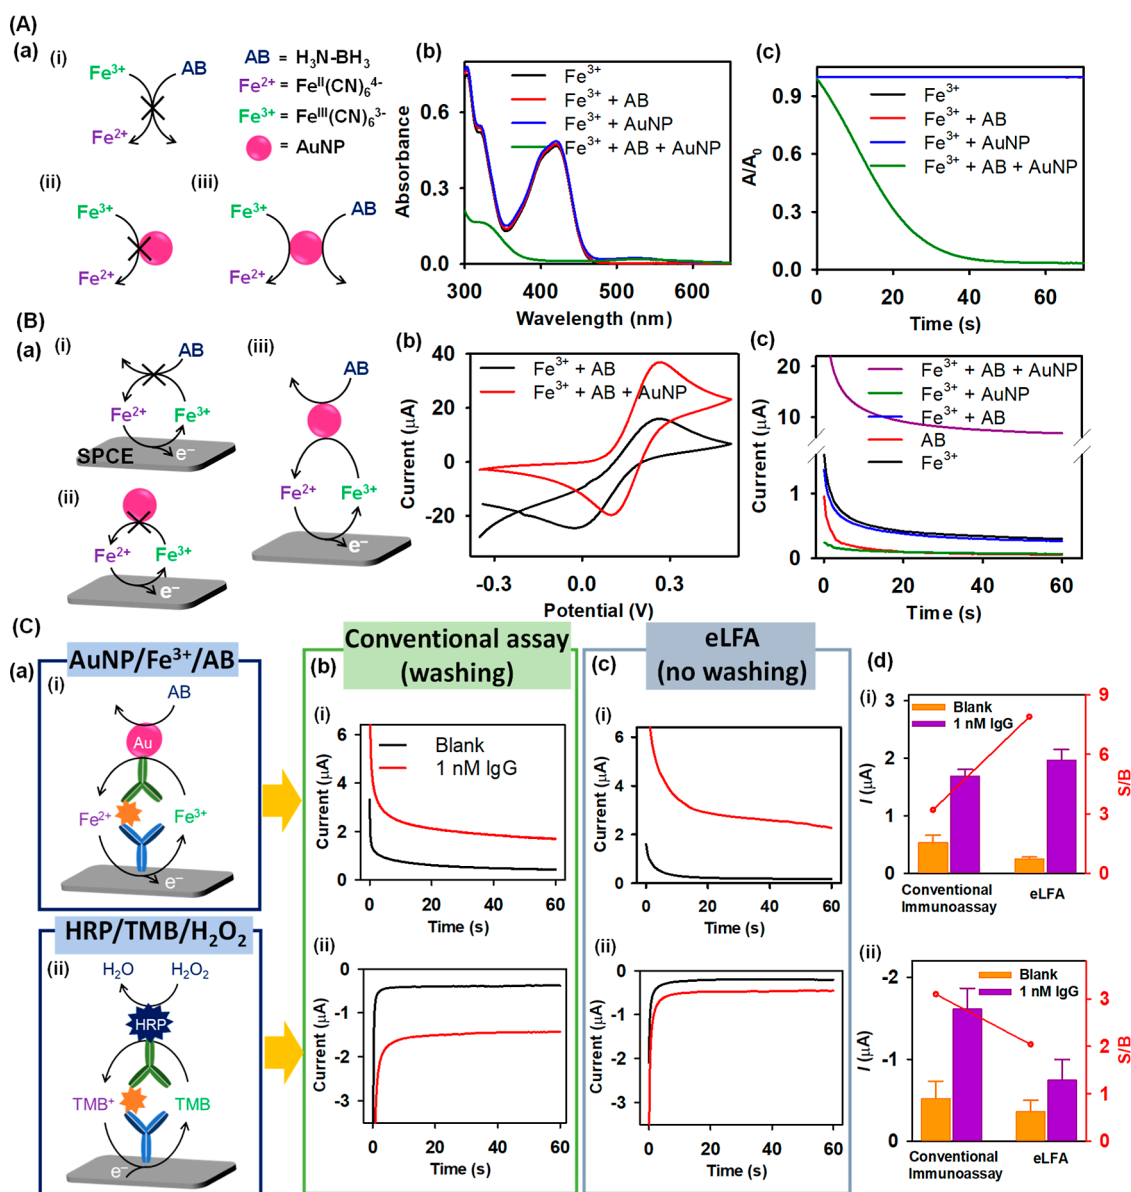 (A)
(a) (i)
Fe³⁺ AB
Fe²⁺
AB = H₃N-BH₃
Fe²⁺ = Feᴵᴵ(CN)₆⁴⁻
Fe³⁺ = Feᴵᴵᴵ(CN)₆³⁻
= AuNP
(ii)
Fe³⁺
Fe²⁺
(iii)
Fe³⁺ AB
Fe²⁺
(b)
Fe³⁺
Fe³⁺ + AB
Fe³⁺ + AuNP
Fe³⁺ + AB + AuNP
Absorbance
0.6
0.3
0.0
300 400 500 600
Wavelength (nm)
(c)
Fe³⁺
Fe³⁺ + AB
Fe³⁺ + AuNP
Fe³⁺ + AB + AuNP
A/A₀
0.9
0.6
0.3
0.0
0 20 40 60
Time (s)
(B)
(a) (i)
AB
Fe²⁺ Fe³⁺
SPCE e⁻
(ii)
Fe²⁺ Fe³⁺
e⁻
(iii)
AB
Fe²⁺ Fe³⁺
e⁻
(b)
Fe³⁺ + AB
Fe³⁺ + AB + AuNP
Current (μA)
40
20
0
-20
-0.3 0.0 0.3
Potential (V)
(c)
Fe³⁺ + AB + AuNP
Fe³⁺ + AuNP
Fe³⁺ + AB
AB
Fe³⁺
Current (μA)
20
10
1
0
0 20 40 60
Time (s)
(C)
(a)
AuNP/Fe³⁺/AB
(i)
AB
Au
Fe²⁺ Fe³⁺
e⁻
HRP/TMB/H₂O₂
(ii)
H₂O H₂O₂
HRP
TMB⁺ TMB
e⁻
(b)
Conventional assay
(washing)
(i)
Blank
1 nM IgG
Current (μA)
6
4
2
0
0 20 40 60
Time (s)
(ii)
Current (μA)
0
-1
-2
-3
0 20 40 60
Time (s)
(c)
eLFA
(no washing)
(i)
Current (μA)
6
4
2
0
0 20 40 60
Time (s)
(ii)
Current (μA)
0
-1
-2
-3
0 20 40 60
Time (s)
(d)
(i)
Blank
1 nM IgG
I (μA)
3
2
1
0
S/B
9
6
3
0
Conventional
Immunoassay
eLFA
(ii)
Blank
1 nM IgG
I (μA)
-2
-1
0
S/B
3
2
1
0
Conventional
Immunoassay
eLFA